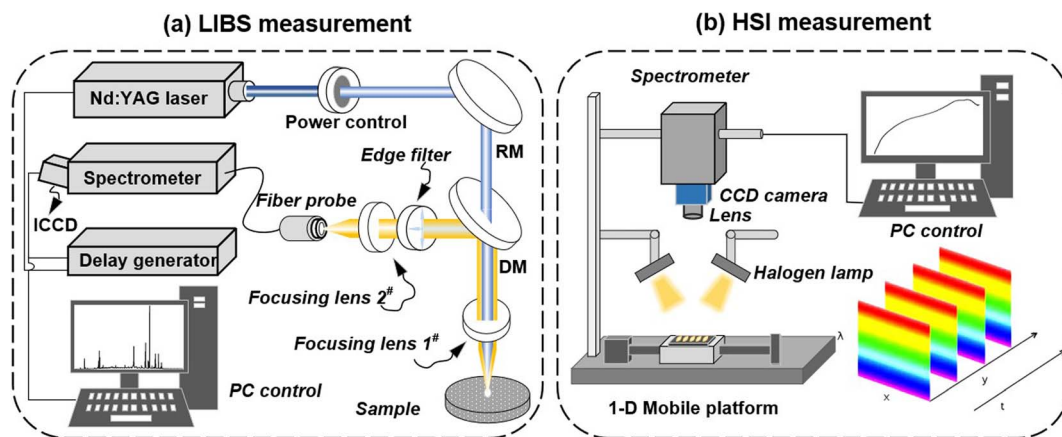 (a) LIBS measurement
Nd:YAG laser
Power control
RM
Edge filter
Spectrometer
Fiber probe
ICCD
DM
Delay generator
Focusing lens 2#
Focusing lens 1#
PC control
Sample
(b) HSI measurement
Spectrometer
CCD camera
Lens
PC control
Halogen lamp
λ
y
x
t
1-D Mobile platform